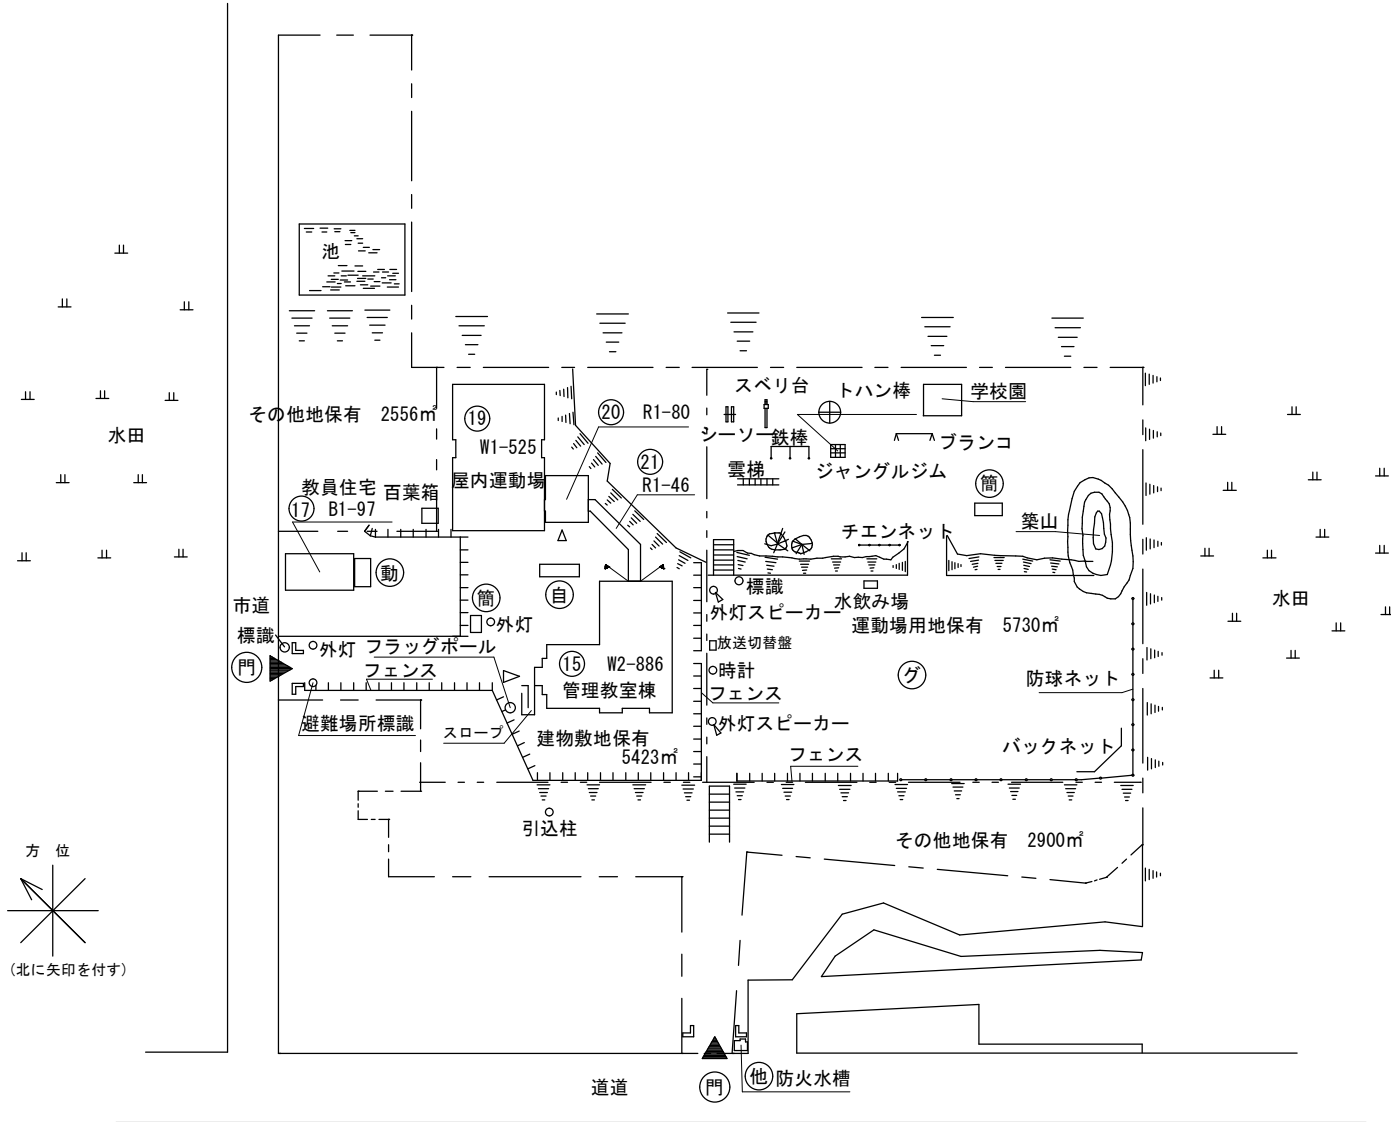 池
スベリ台
トハン棒
学校園
その他地保有 2556㎡
⑲
⑳ R1-80
シーソー
鉄棒
ブランコ
水田
W1-525
㉑
R1-46
雲梯
ジャングルジム
屋内運動場
簡
教員住宅
百葉箱
⑰ B1-97
築山
チエンネット
動
標識
簡
自
外灯スピーカー
水飲み場
水田
市道
外灯
運動場用地保有 5730㎡
標識
外灯
フラッグポール
放送切替盤
門
フェンス
⑮ W2-886
時計
グ
防球ネット
管理教室棟
フェンス
避難場所標識
スロープ
建物敷地保有
5423㎡
外灯スピーカー
フェンス
バックネット
引込柱
その他地保有 2900㎡
方 位
(北に矢印を付す)
道道
門
他 防火水槽